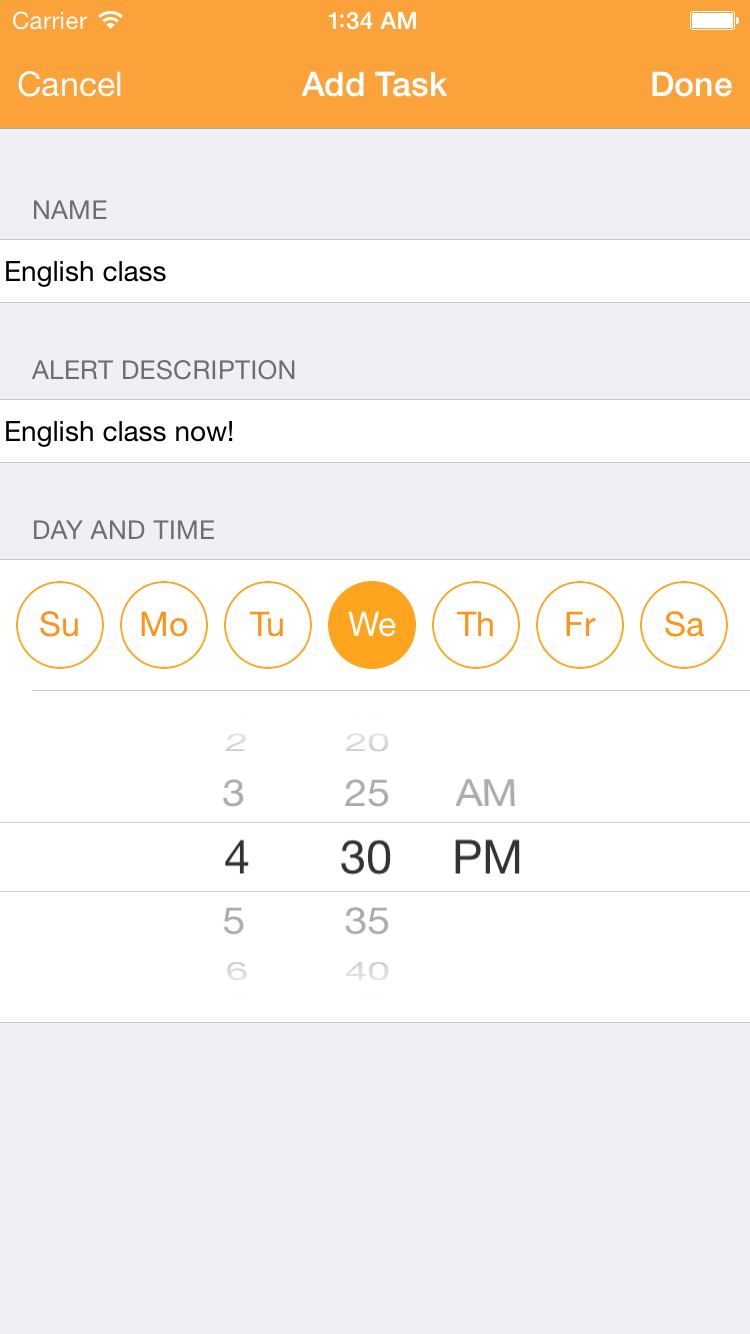 Carrier 1:34 AM
Cancel Add Task Done
NAME
English class
ALERT DESCRIPTION
English class now!
DAY AND TIME
Su Mo Tu We Th Fr Sa
2 20
3 25 AM
4 30 PM
5 35
6 40